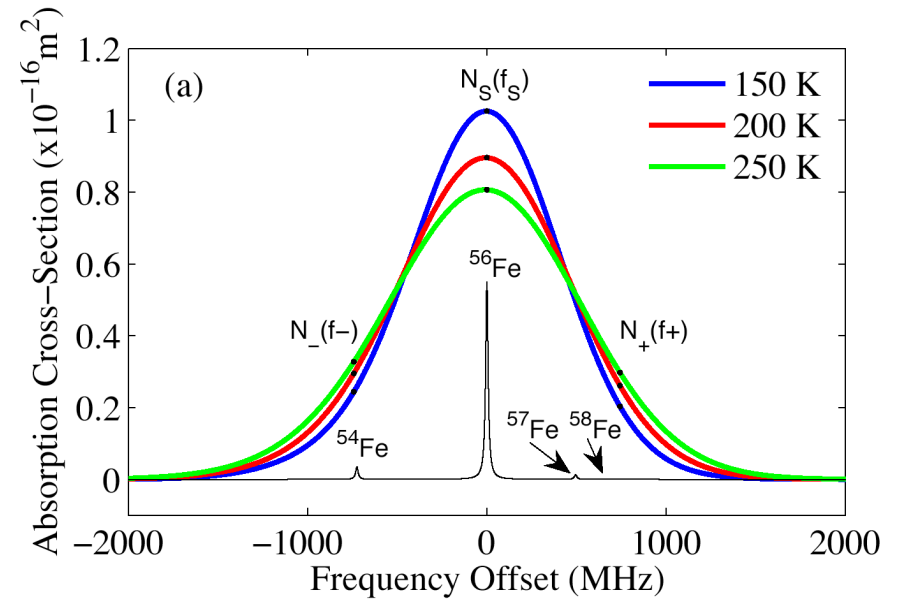 (a)
N_S(f_S)
150 K
200 K
250 K
56Fe
N_−(f−)
N_+(f+)
54Fe
57Fe
58Fe
Absorption Cross−Section (x10^−16 m^2)
1.2
1
0.8
0.6
0.4
0.2
0
−2000
−1000
0
1000
2000
Frequency Offset (MHz)